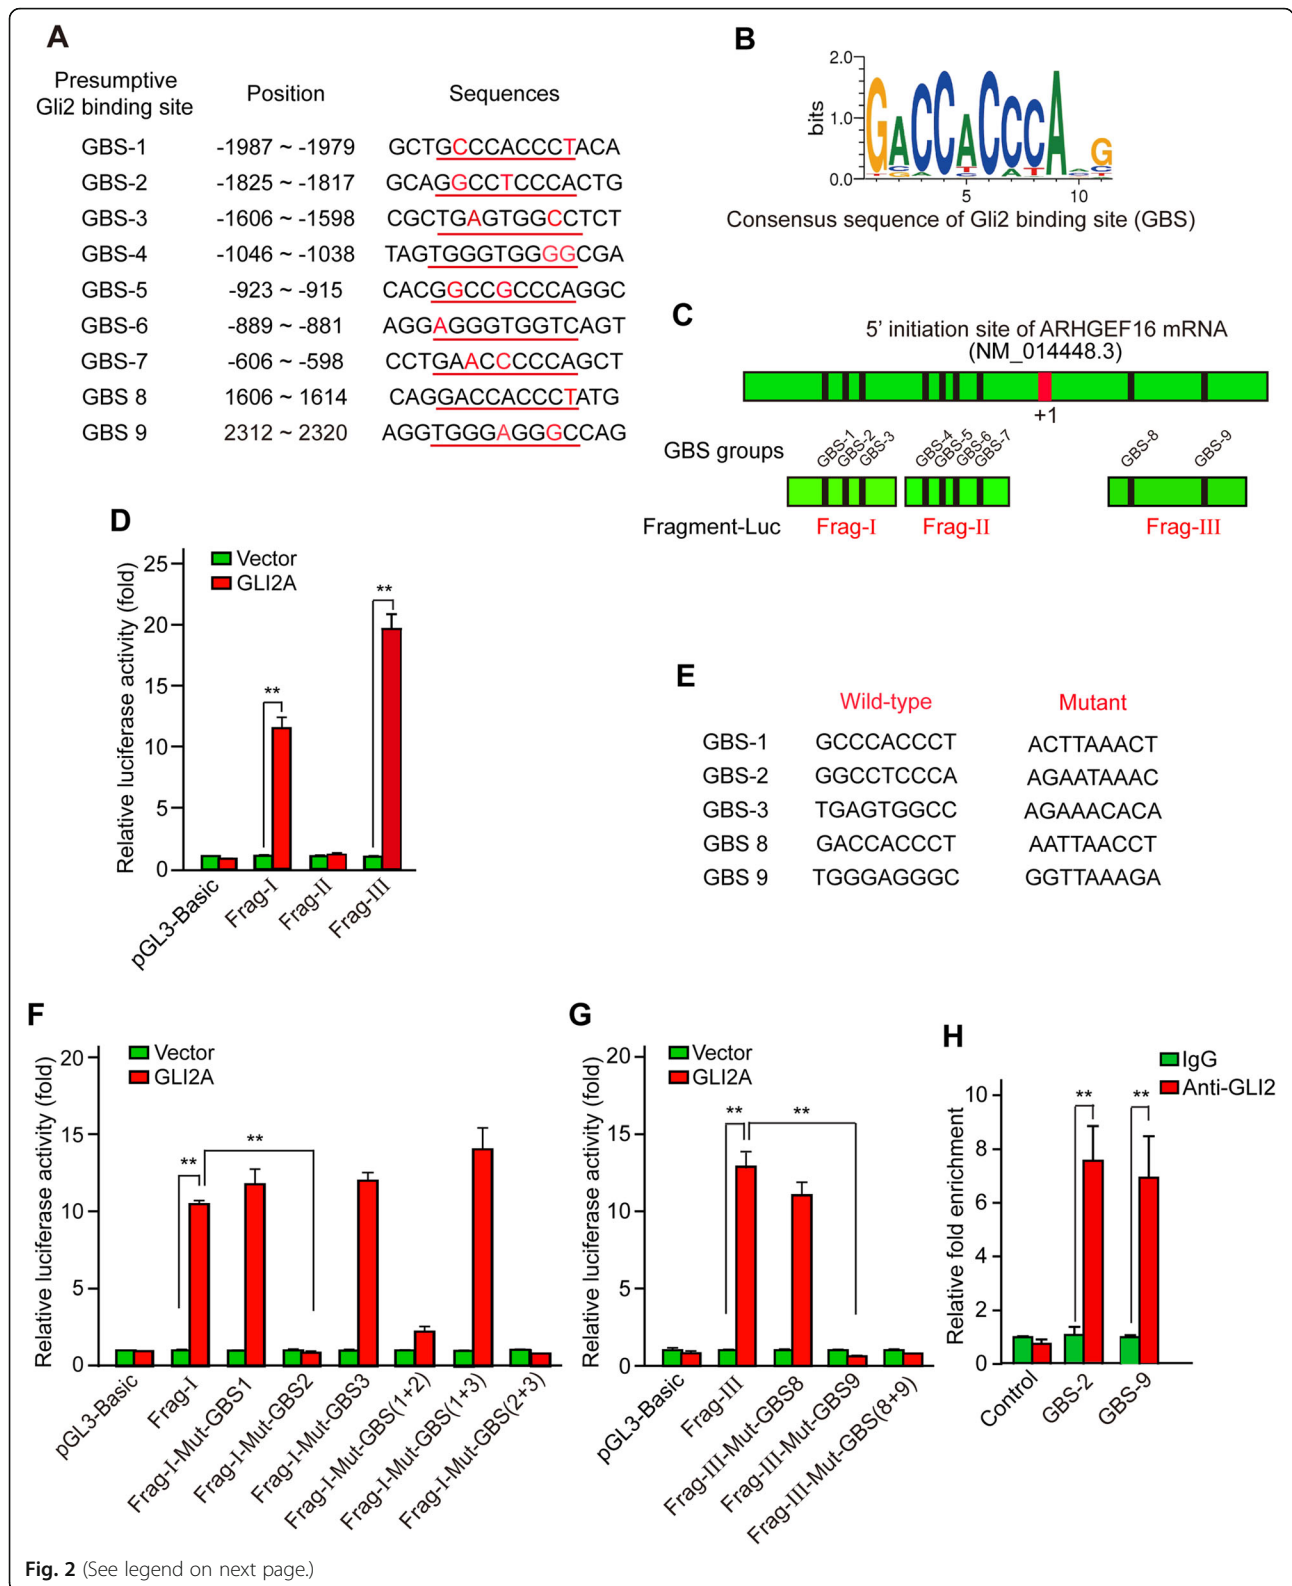 A
Presumptive
Gli2 binding site
Position
Sequences
GBS-1 -1987 ~ -1979 GCTGCCCACCCTACA
GBS-2 -1825 ~ -1817 GCAGGCCTCCCACTG
GBS-3 -1606 ~ -1598 CGCTGAGTGGCCTCT
GBS-4 -1046 ~ -1038 TAGTGGGTGGGGCGA
GBS-5 -923 ~ -915 CACGGCCGCCCAGGC
GBS-6 -889 ~ -881 AGGAGGGTGGTCAGT
GBS-7 -606 ~ -598 CCTGAACCCCCAGCT
GBS 8 1606 ~ 1614 CAGGACCACCCTATG
GBS 9 2312 ~ 2320 AGGTGGGAGGGCCAG
B
2.0
1.0
0.0
bits
GACCACCCA G
5
10
Consensus sequence of Gli2 binding site (GBS)
C
5' initiation site of ARHGEF16 mRNA
(NM_014448.3)
+1
GBS groups
GBS-1
GBS-2
GBS-3
GBS-4
GBS-5
GBS-6
GBS-7
GBS-8
GBS-9
Fragment-Luc
Frag-I
Frag-II
Frag-III
D
Relative luciferase activity (fold)
25
20
15
10
5
0
Vector
GLI2A
**
**
pGL3-Basic
Frag-I
Frag-II
Frag-III
E
Wild-type Mutant
GBS-1 GCCCACCCT ACTTAAACT
GBS-2 GGCCTCCCA AGAATAAAC
GBS-3 TGAGTGGCC AGAAACACA
GBS 8 GACCACCCT AATTAACCT
GBS 9 TGGGAGGGC GGTTAAAGA
F
Relative luciferase activity (fold)
20
15
10
5
0
Vector
GLI2A
**
**
pGL3-Basic
Frag-I
Frag-I-Mut-GBS1
Frag-I-Mut-GBS2
Frag-I-Mut-GBS3
Frag-I-Mut-GBS(1+2)
Frag-I-Mut-GBS(1+3)
Frag-I-Mut-GBS(2+3)
G
Relative luciferase activity (fold)
20
15
10
5
0
Vector
GLI2A
**
**
pGL3-Basic
Frag-III
Frag-III-Mut-GBS8
Frag-III-Mut-GBS9
Frag-III-Mut-GBS(8+9)
H
Relative fold enrichment
10
8
6
4
2
0
IgG
Anti-GLI2
**
**
Control
GBS-2
GBS-9
Fig. 2 (See legend on next page.)